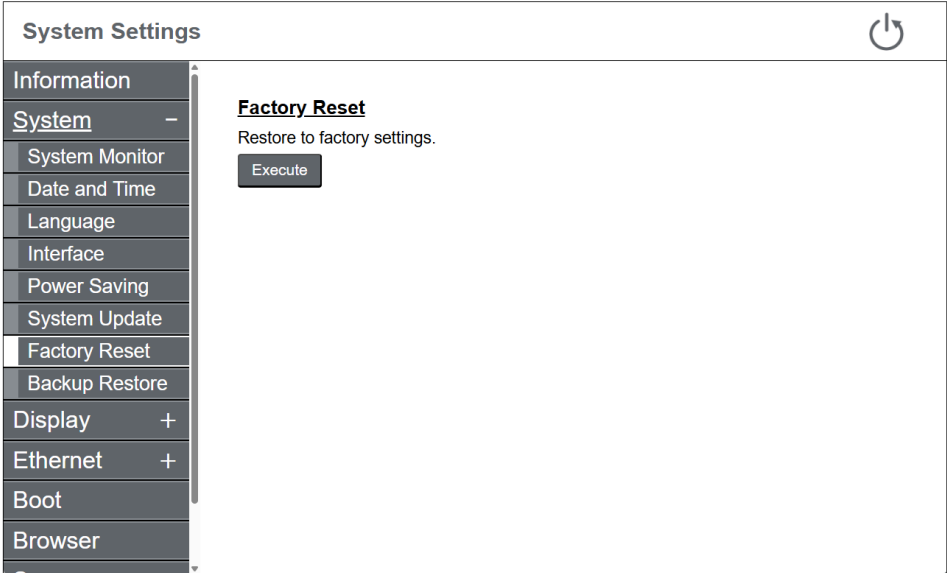 System Settings
Information
System −
System Monitor
Date and Time
Language
Interface
Power Saving
System Update
Factory Reset
Backup Restore
Display +
Ethernet +
Boot
Browser
Factory Reset
Restore to factory settings.
Execute